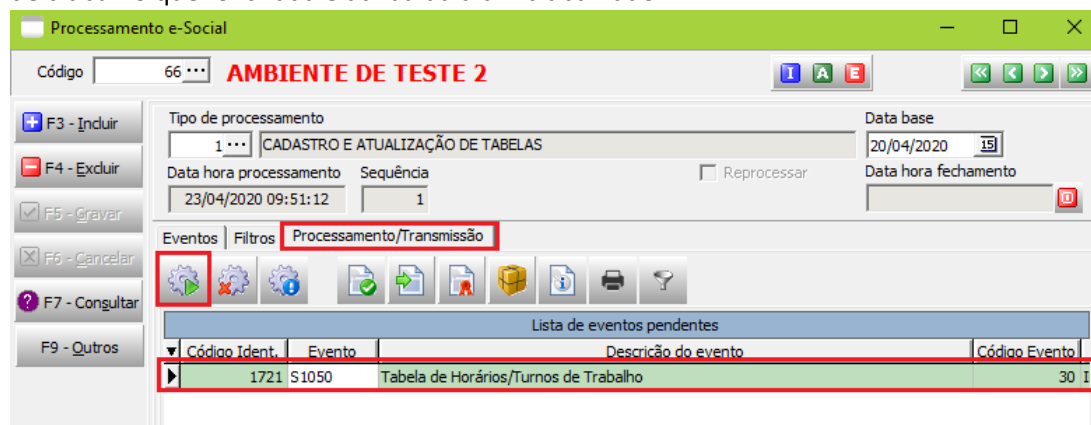 Processamento e-Social
Código 66 ... AMBIENTE DE TESTE 2 I A E
F3 - Incluir
F4 - Excluir
F5 - Gravar
F6 - Cancelar
F7 - Consultar
F9 - Outros
Tipo de processamento Data base
1 ... CADASTRO E ATUALIZAÇÃO DE TABELAS 20/04/2020 15
Data hora processamento Sequência Reprocessar Data hora fechamento
23/04/2020 09:51:12 1
Eventos Filtros Processamento/Transmissão
Lista de eventos pendentes
Código Ident. Evento Descrição do evento Código Evento
1721 S1050 Tabela de Horários/Turnos de Trabalho 30 I